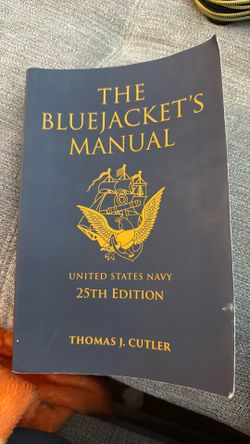 THE
BLUEJACKET'S
MANUAL
UNITED STATES NAVY
25TH EDITION
THOMAS J. CUTLER